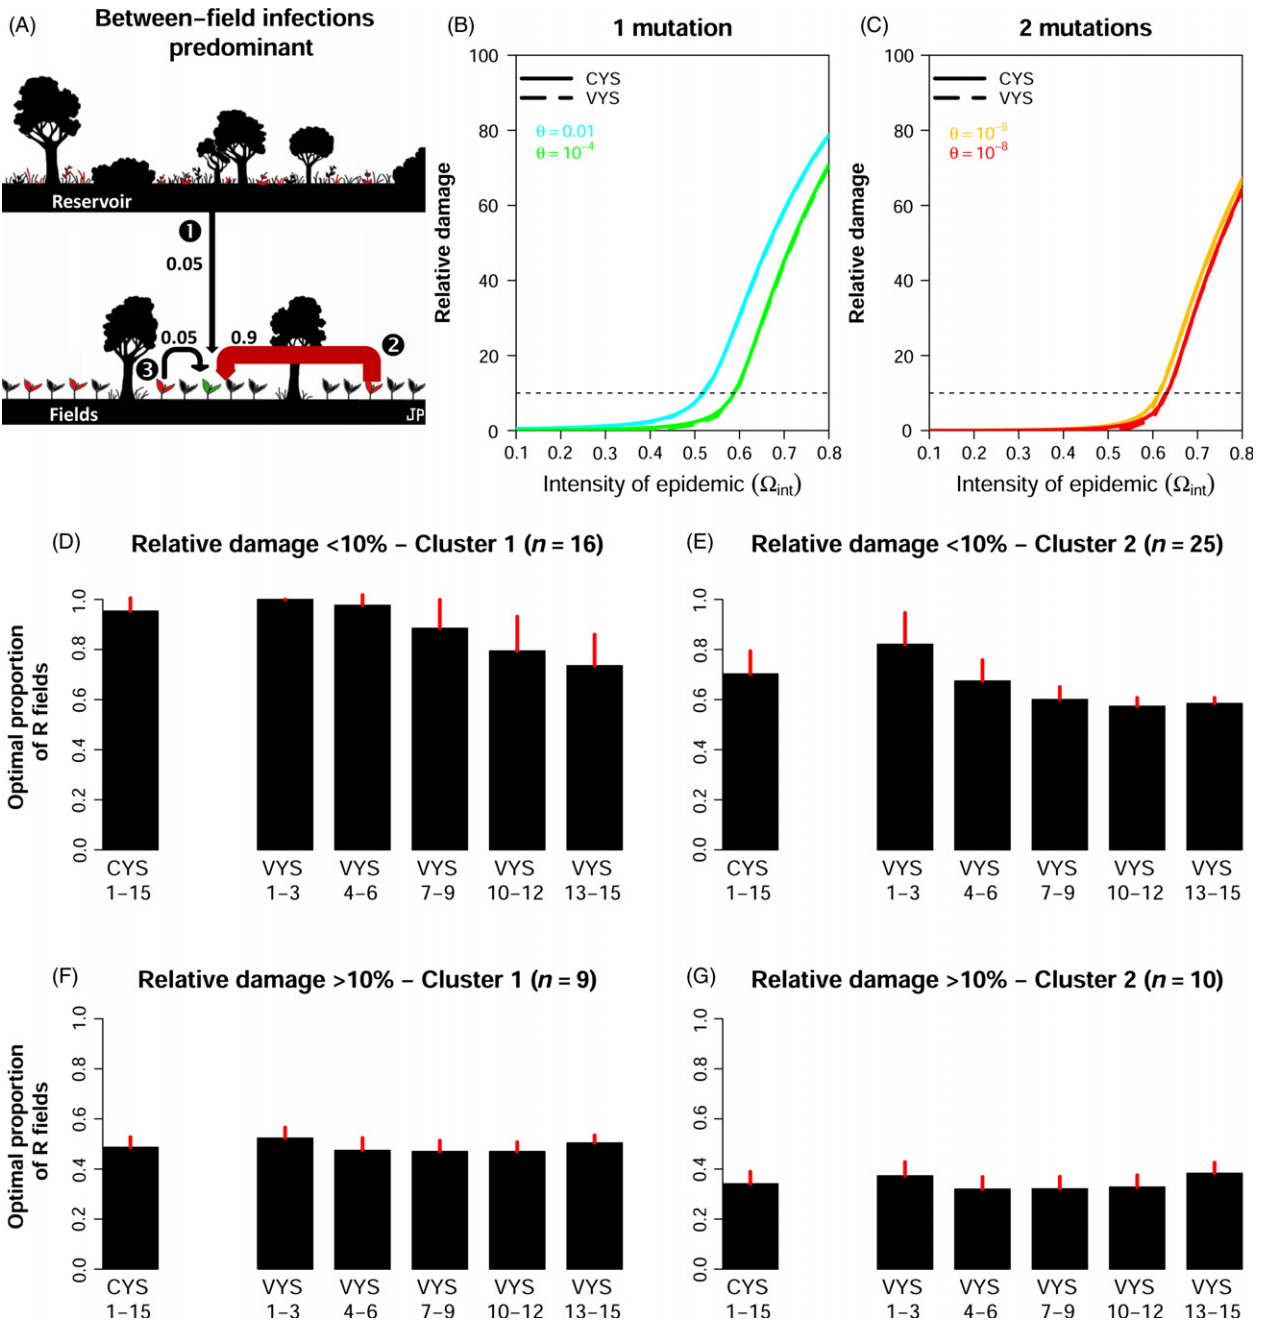 (A)
Between–field infections
predominant
Reservoir
❶
0.05
0.05
0.9
❷
❸
Fields
JP
(B)
1 mutation
CYS
VYS
θ = 0.01
θ = 10⁻⁴
Relative damage
100
80
60
40
20
0
0.1 0.2 0.3 0.4 0.5 0.6 0.7 0.8
Intensity of epidemic (Ωint)
(C)
2 mutations
CYS
VYS
θ = 10⁻⁶
θ = 10⁻⁸
Relative damage
100
80
60
40
20
0
0.1 0.2 0.3 0.4 0.5 0.6 0.7 0.8
Intensity of epidemic (Ωint)
(D)
Relative damage <10% – Cluster 1 (n = 16)
Optimal proportion
of R fields
1.0
0.8
0.6
0.4
0.2
0.0
CYS VYS VYS VYS VYS VYS
1–15 1–3 4–6 7–9 10–12 13–15
(E)
Relative damage <10% – Cluster 2 (n = 25)
1.0
0.8
0.6
0.4
0.2
0.0
CYS VYS VYS VYS VYS VYS
1–15 1–3 4–6 7–9 10–12 13–15
(F)
Relative damage >10% – Cluster 1 (n = 9)
Optimal proportion
of R fields
1.0
0.8
0.6
0.4
0.2
0.0
CYS VYS VYS VYS VYS VYS
1–15 1–3 4–6 7–9 10–12 13–15
(G)
Relative damage >10% – Cluster 2 (n = 10)
1.0
0.8
0.6
0.4
0.2
0.0
CYS VYS VYS VYS VYS VYS
1–15 1–3 4–6 7–9 10–12 13–15